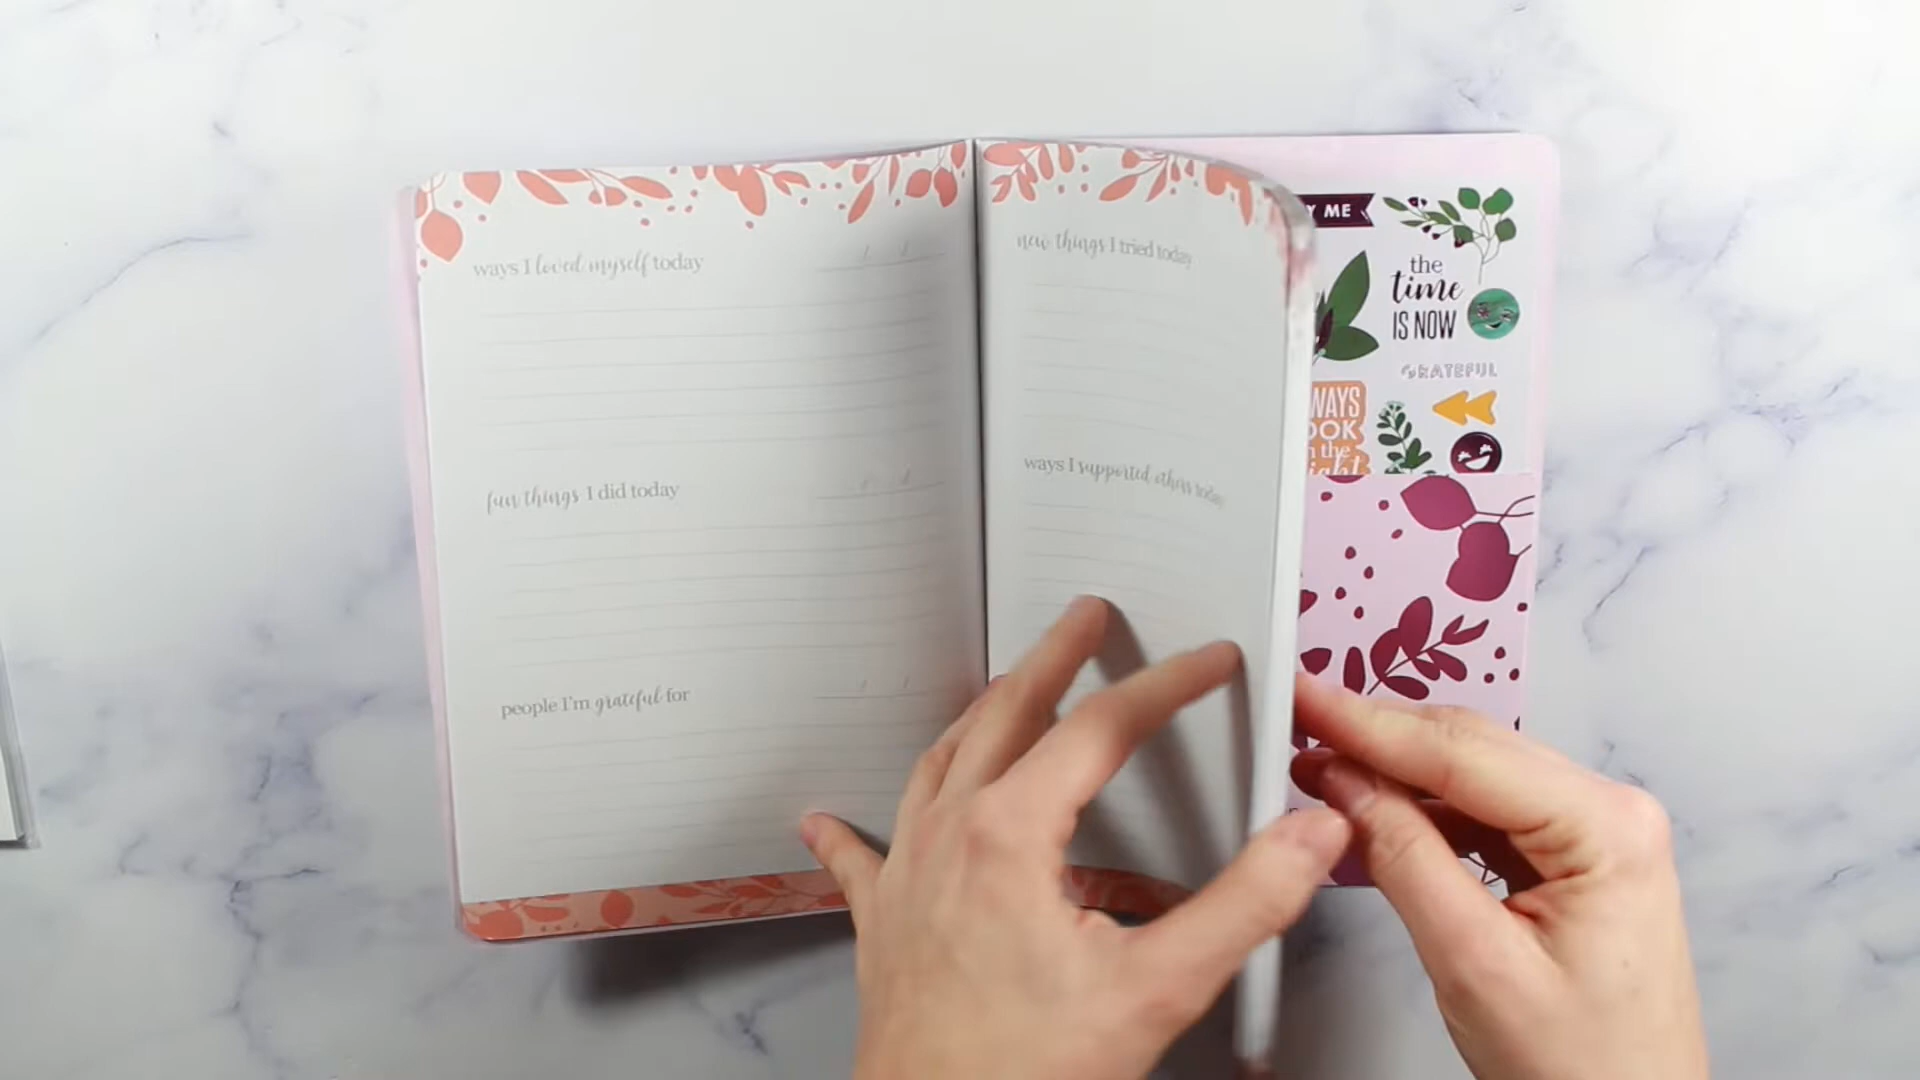 ways I loved myself today
fun things I did today
people I'm grateful for
new things I tried today
ways I supported others today
ME
the
time
IS NOW
GRATEFUL
the